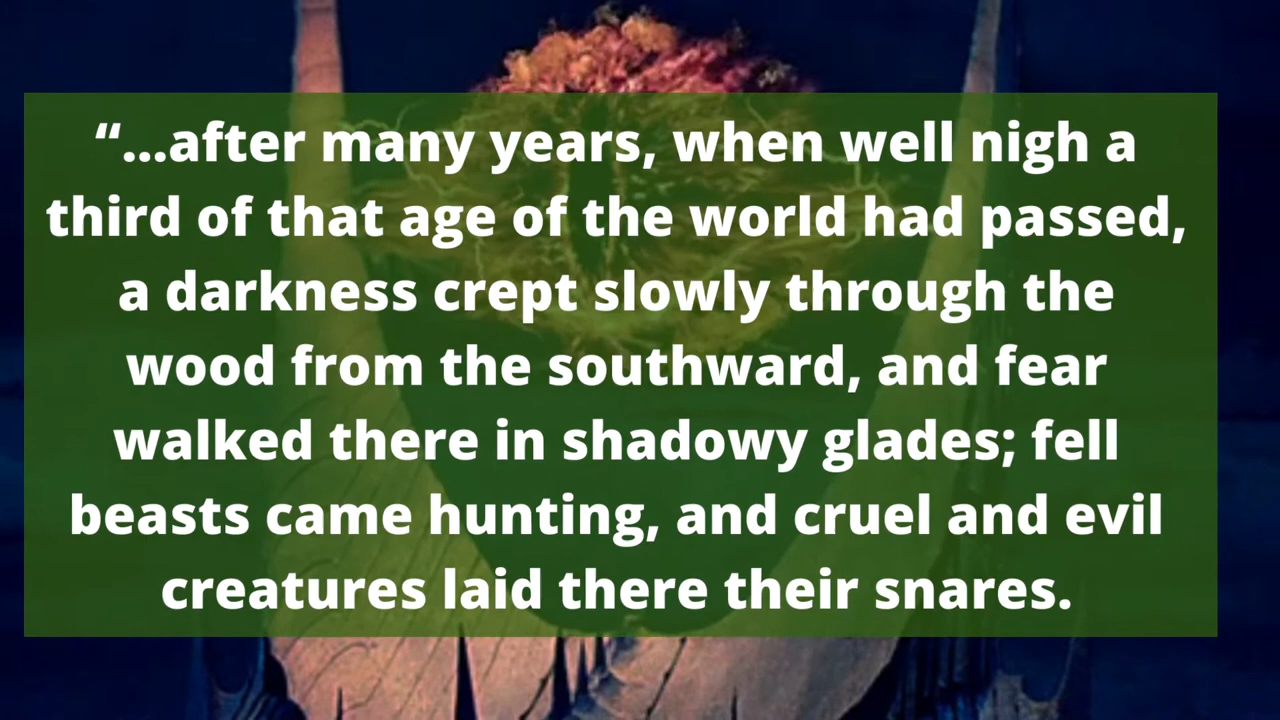 “...after many years, when well nigh a
third of that age of the world had passed,
a darkness crept slowly through the
wood from the southward, and fear
walked there in shadowy glades; fell
beasts came hunting, and cruel and evil
creatures laid there their snares.